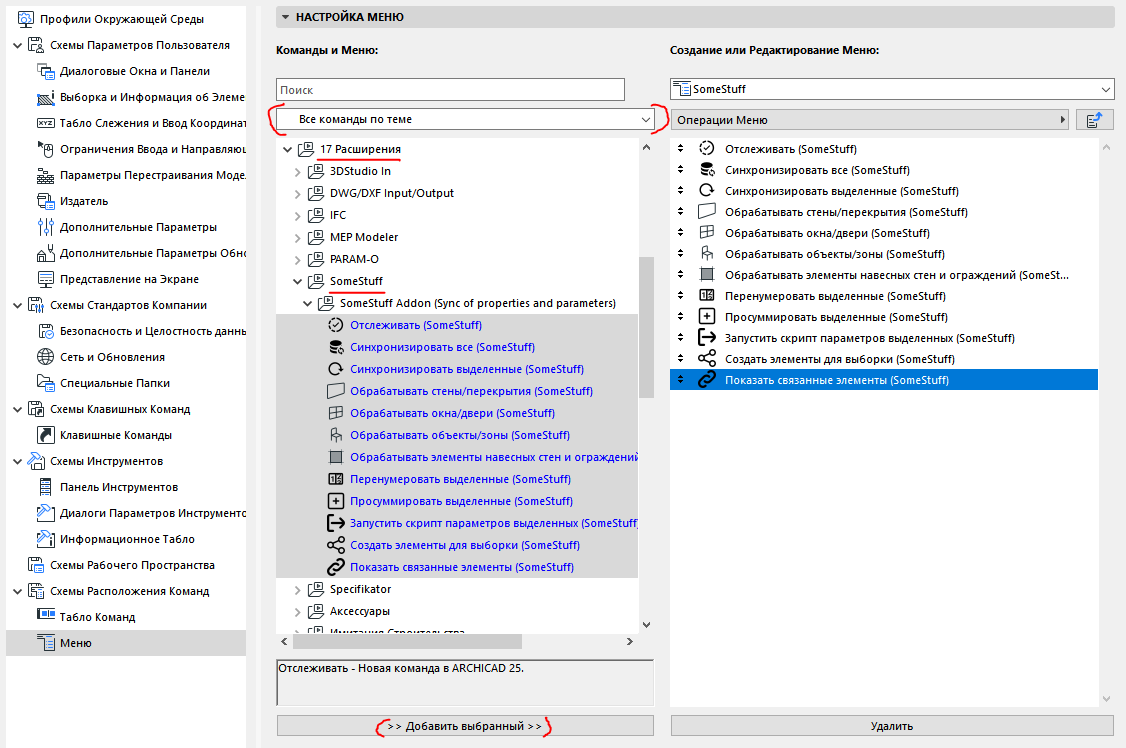 Профили Окружающей Среды
Схемы Параметров Пользователя
Диалоговые Окна и Панели
Выборка и Информация об Элеме
Табло Слежения и Ввод Координат
Ограничения Ввода и Направляющ
Параметры Перестраивания Моде
Издатель
Дополнительные Параметры
Дополнительные Параметры Обно
Представление на Экране
Схемы Стандартов Компании
Безопасность и Целостность данны
Сеть и Обновления
Специальные Папки
Схемы Клавишных Команд
Клавишные Команды
Схемы Инструментов
Панель Инструментов
Диалоги Параметров Инструменто
Информационное Табло
Схемы Рабочего Пространства
Схемы Расположения Команд
Табло Команд
Меню
НАСТРОЙКА МЕНЮ
Команды и Меню:
Поиск
Все команды по теме
17 Расширения
3DStudio In
DWG/DXF Input/Output
IFC
MEP Modeler
PARAM-O
SomeStuff
SomeStuff Addon (Sync of properties and parameters)
Отслеживать (SomeStuff)
Синхронизировать все (SomeStuff)
Синхронизировать выделенные (SomeStuff)
Обрабатывать стены/перекрытия (SomeStuff)
Обрабатывать окна/двери (SomeStuff)
Обрабатывать объекты/зоны (SomeStuff)
Обрабатывать элементы навесных стен и ограждений
Перенумеровать выделенные (SomeStuff)
Просуммировать выделенные (SomeStuff)
Запустить скрипт параметров выделенных (SomeStuff)
Создать элементы для выборки (SomeStuff)
Показать связанные элементы (SomeStuff)
Specifikator
Аксессуары
Имитация Строительства
Отслеживать - Новая команда в ARCHICAD 25.
>> Добавить выбранный >>
Создание или Редактирование Меню:
SomeStuff
Операции Меню
Отслеживать (SomeStuff)
Синхронизировать все (SomeStuff)
Синхронизировать выделенные (SomeStuff)
Обрабатывать стены/перекрытия (SomeStuff)
Обрабатывать окна/двери (SomeStuff)
Обрабатывать объекты/зоны (SomeStuff)
Обрабатывать элементы навесных стен и ограждений (SomeSt...
Перенумеровать выделенные (SomeStuff)
Просуммировать выделенные (SomeStuff)
Запустить скрипт параметров выделенных (SomeStuff)
Создать элементы для выборки (SomeStuff)
Показать связанные элементы (SomeStuff)
Удалить